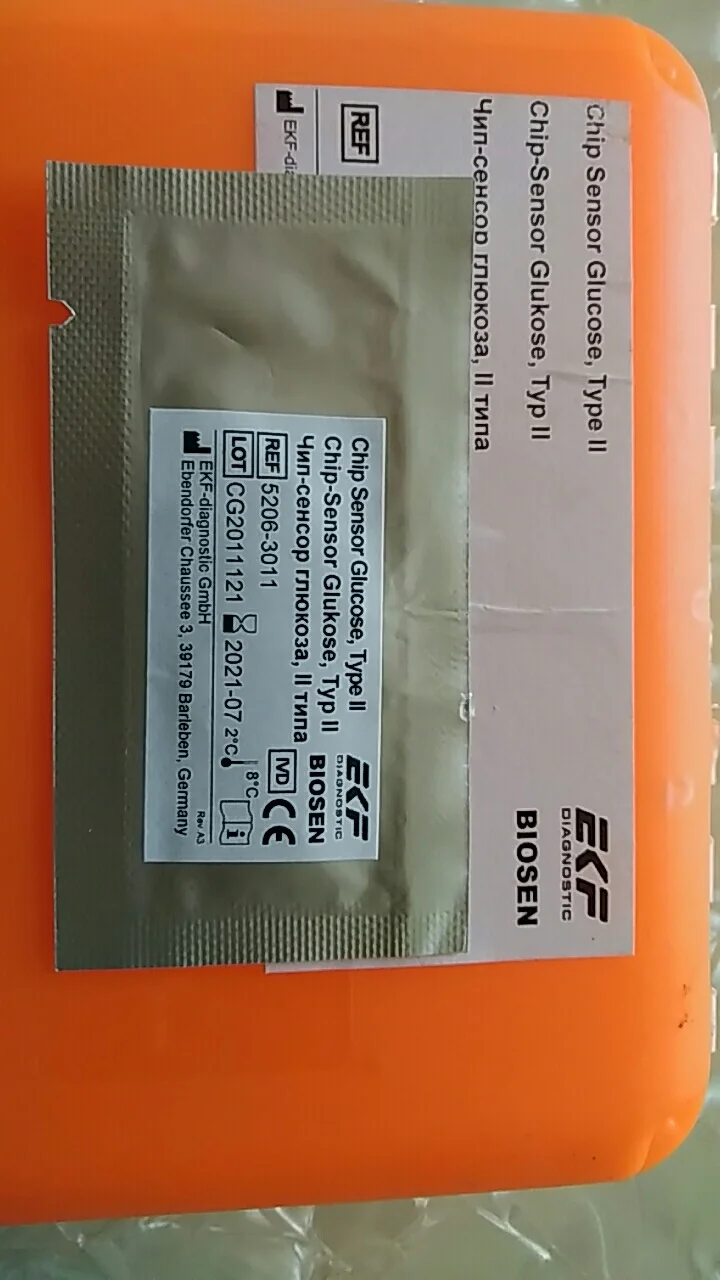 Chip Sensor Glucose, Type II
Chip-Sensor Glukose, Typ II
Чип-сенсор глюкоза, II типа
REF
EKF-dia
EKF
DIAGNOSTIC
BIOSEN
Chip Sensor Glucose, Type II
Chip-Sensor Glukose, Typ II
Чип-сенсор глюкоза, II типа
EKF
DIAGNOSTIC
BIOSEN
REF 5206-3011
IVD CE
LOT CG2011121 2021-07 2°C 8°C
EKF-diagnostic GmbH
Ebendorfer Chaussee 3, 39179 Barleben, Germany
Rev. A3